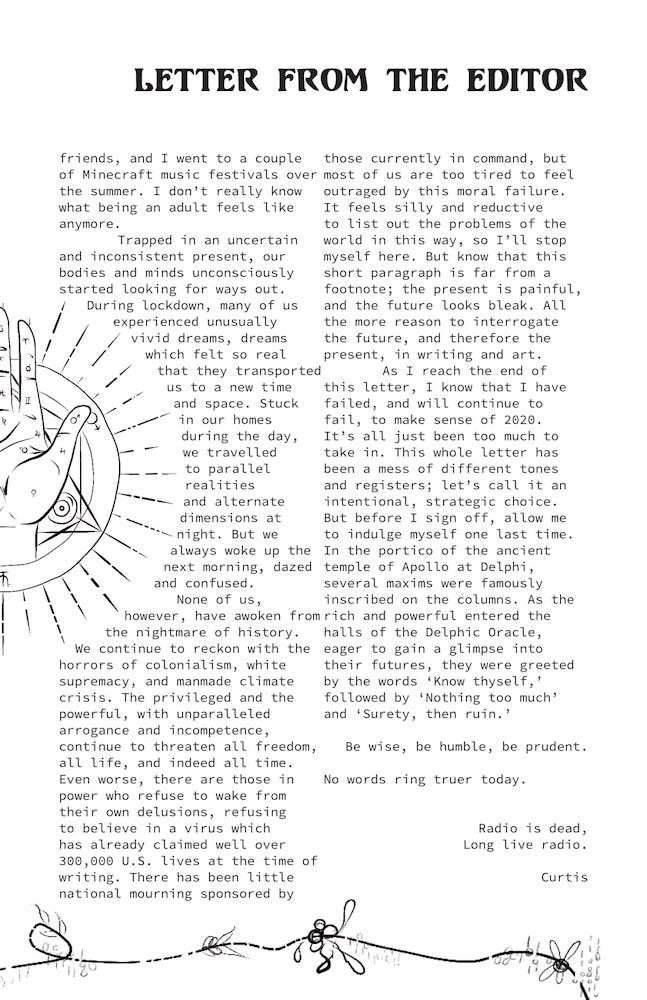 LETTER FROM THE EDITOR
friends, and I went to a couple
of Minecraft music festivals over
the summer. I don't really know
what being an adult feels like
anymore.
Trapped in an uncertain
and inconsistent present, our
bodies and minds unconsciously
started looking for ways out.
During lockdown, many of us
experienced unusually
vivid dreams, dreams
which felt so real
that they transported
us to a new time
and space. Stuck
in our homes
during the day,
we travelled
to parallel
realities
and alternate
dimensions at
night. But we
always woke up the
next morning, dazed
and confused.
None of us,
however, have awoken from
the nightmare of history.
We continue to reckon with the
horrors of colonialism, white
supremacy, and manmade climate
crisis. The privileged and the
powerful, with unparalleled
arrogance and incompetence,
continue to threaten all freedom,
all life, and indeed all time.
Even worse, there are those in
power who refuse to wake from
their own delusions, refusing
to believe in a virus which
has already claimed well over
300,000 U.S. lives at the time of
writing. There has been little
national mourning sponsored by
those currently in command, but
most of us are too tired to feel
outraged by this moral failure.
It feels silly and reductive
to list out the problems of the
world in this way, so I'll stop
myself here. But know that this
short paragraph is far from a
footnote; the present is painful,
and the future looks bleak. All
the more reason to interrogate
the future, and therefore the
present, in writing and art.
As I reach the end of
this letter, I know that I have
failed, and will continue to
fail, to make sense of 2020.
It's all just been too much to
take in. This whole letter has
been a mess of different tones
and registers; let's call it an
intentional, strategic choice.
But before I sign off, allow me
to indulge myself one last time.
In the portico of the ancient
temple of Apollo at Delphi,
several maxims were famously
inscribed on the columns. As the
rich and powerful entered the
halls of the Delphic Oracle,
eager to gain a glimpse into
their futures, they were greeted
by the words 'Know thyself,'
followed by 'Nothing too much'
and 'Surety, then ruin.'
Be wise, be humble, be prudent.
No words ring truer today.
Radio is dead,
Long live radio.
Curtis